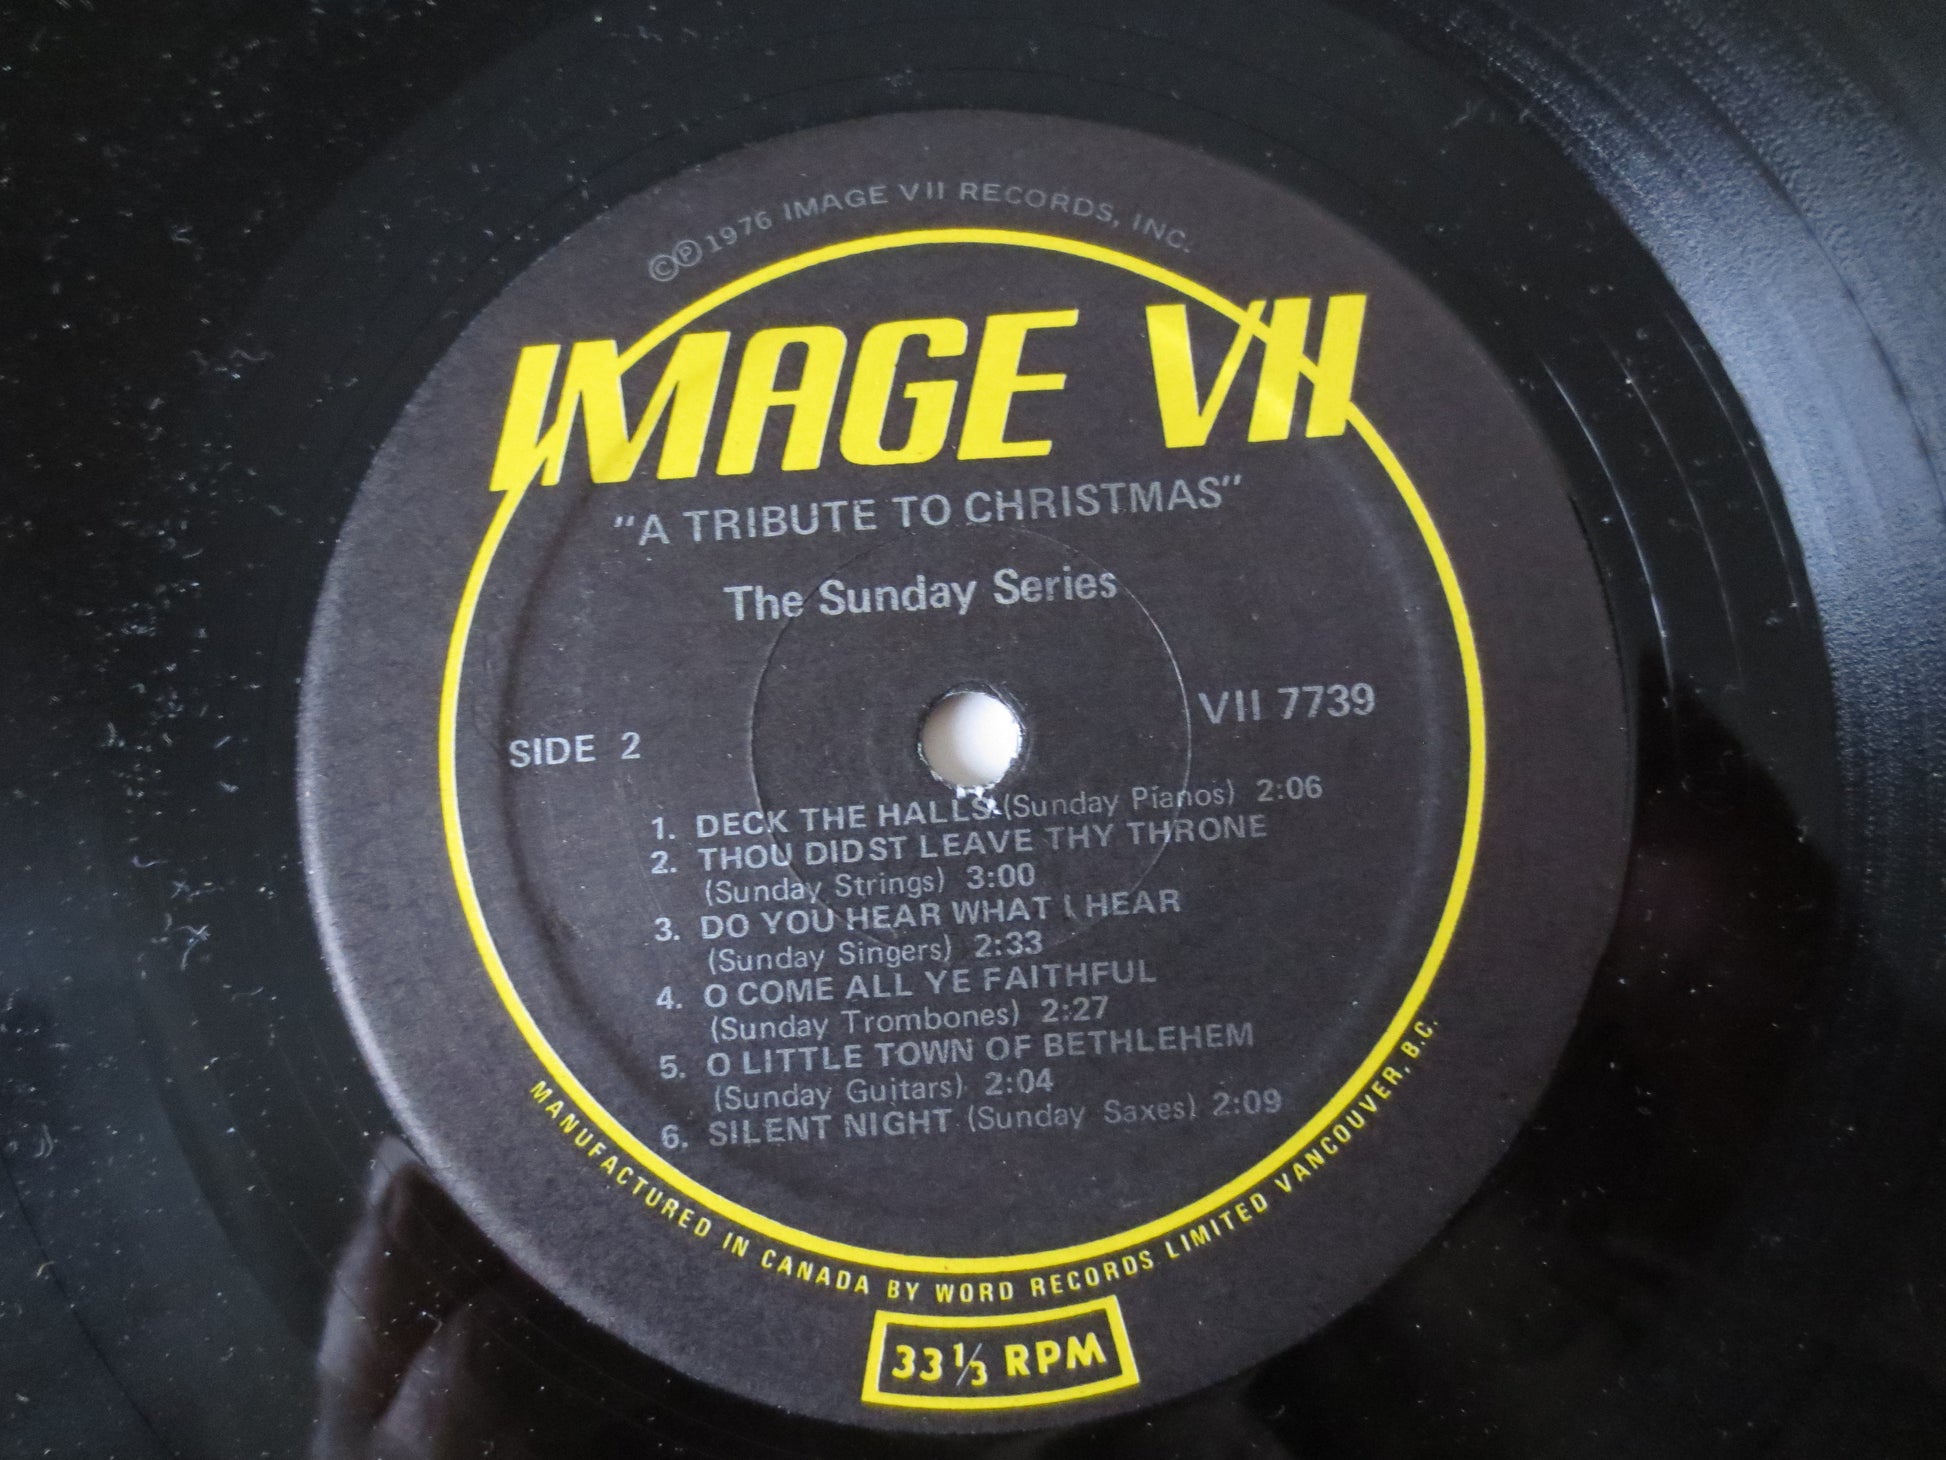 ©℗ 1976 IMAGE VII RECORDS, INC.
IMAGE VII
"A TRIBUTE TO CHRISTMAS"
The Sunday Series
VII 7739
SIDE 2
1. DECK THE HALLS (Sunday Pianos) 2:06
2. THOU DIDST LEAVE THY THRONE
(Sunday Strings) 3:00
3. DO YOU HEAR WHAT I HEAR
(Sunday Singers) 2:33
4. O COME ALL YE FAITHFUL
(Sunday Trombones) 2:27
5. O LITTLE TOWN OF BETHLEHEM
(Sunday Guitars) 2:04
6. SILENT NIGHT (Sunday Saxes) 2:09
MANUFACTURED IN CANADA BY WORD RECORDS LIMITED VANCOUVER, B.C.
33 1/3 RPM